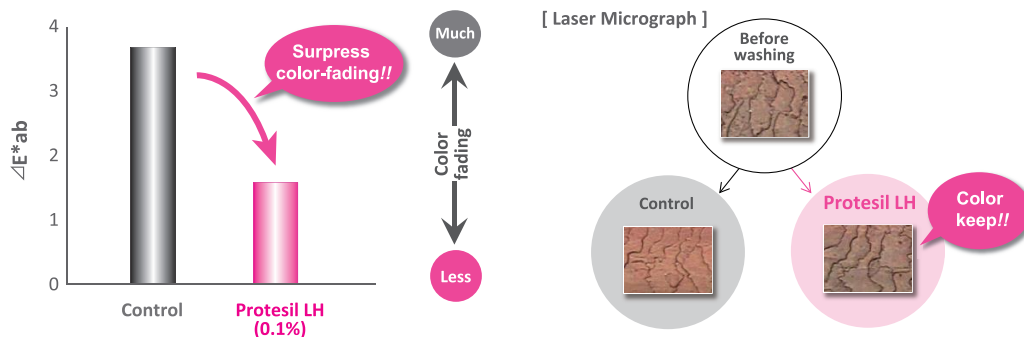 4
3
2
1
0
⊿E*ab
Surpress
color-fading!!
Control
Protesil LH
(0.1%)
Much
Color
fading
Less
[ Laser Micrograph ]
Before
washing
Control
Protesil LH
Color
keep!!